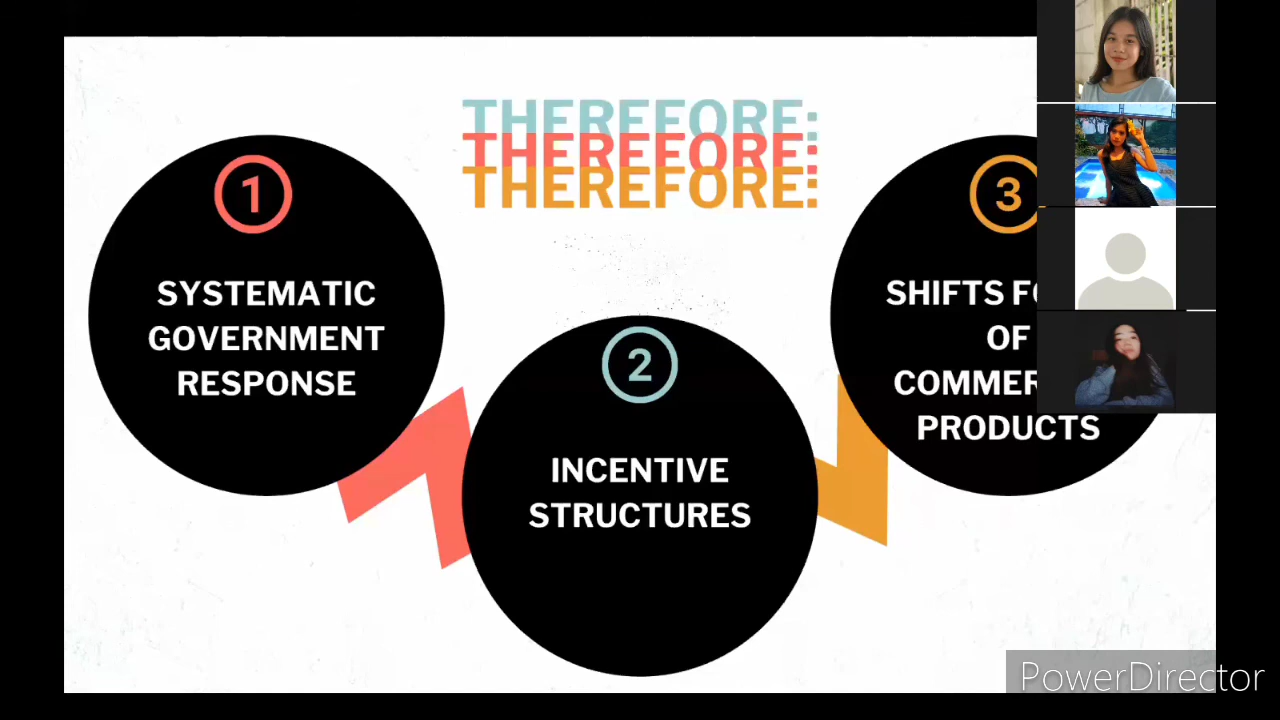 THEREFORE:
THEREFORE:
THEREFORE:
1
SYSTEMATIC
GOVERNMENT
RESPONSE
2
INCENTIVE
STRUCTURES
3
SHIFTS
OF
PRODUCTS
PowerDirector